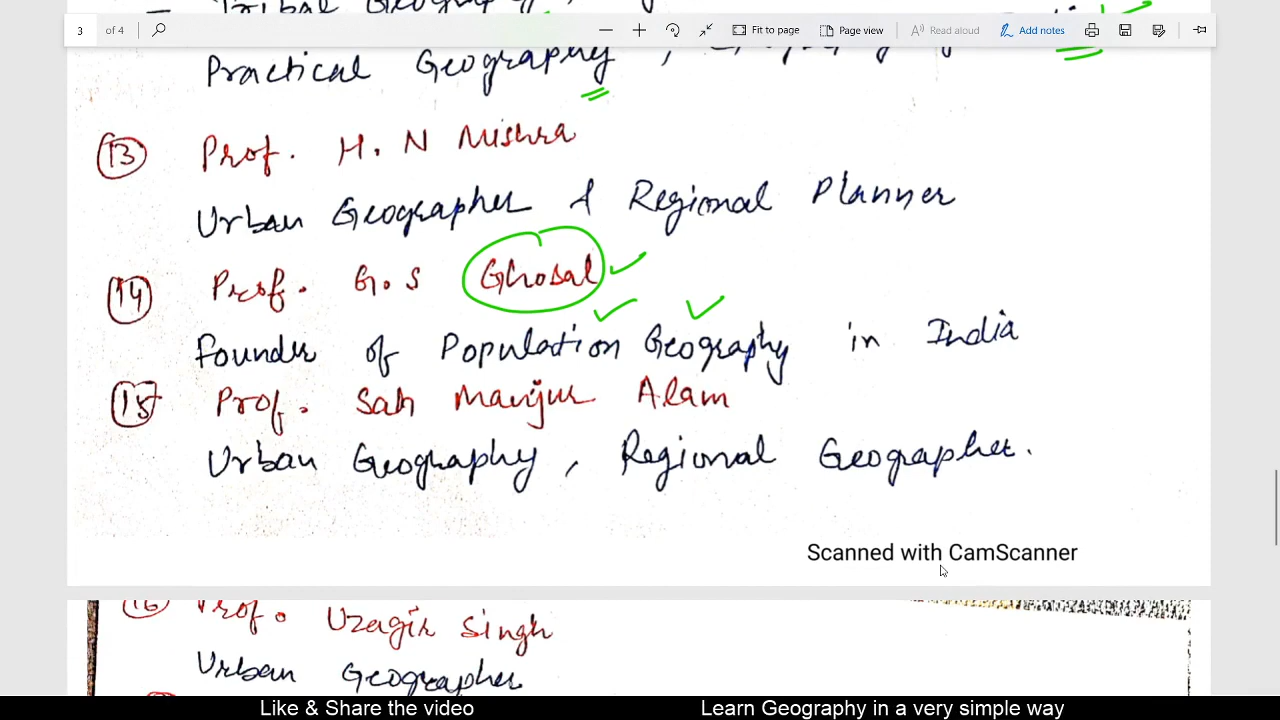 3 of 4 Fit to page Page view Read aloud Add notes
Practical Geography,
13 Prof. H. N Mishra
Urban Geographer & Regional Planner
14 Prof. G.S Ghosal
Founder of Population Geography in India
15 Prof. Sah Manjur Alam
Urban Geography, Regional Geographer.
Scanned with CamScanner
16 Prof. Uzagir Singh
Urban Geographer
Like & Share the video Learn Geography in a very simple way